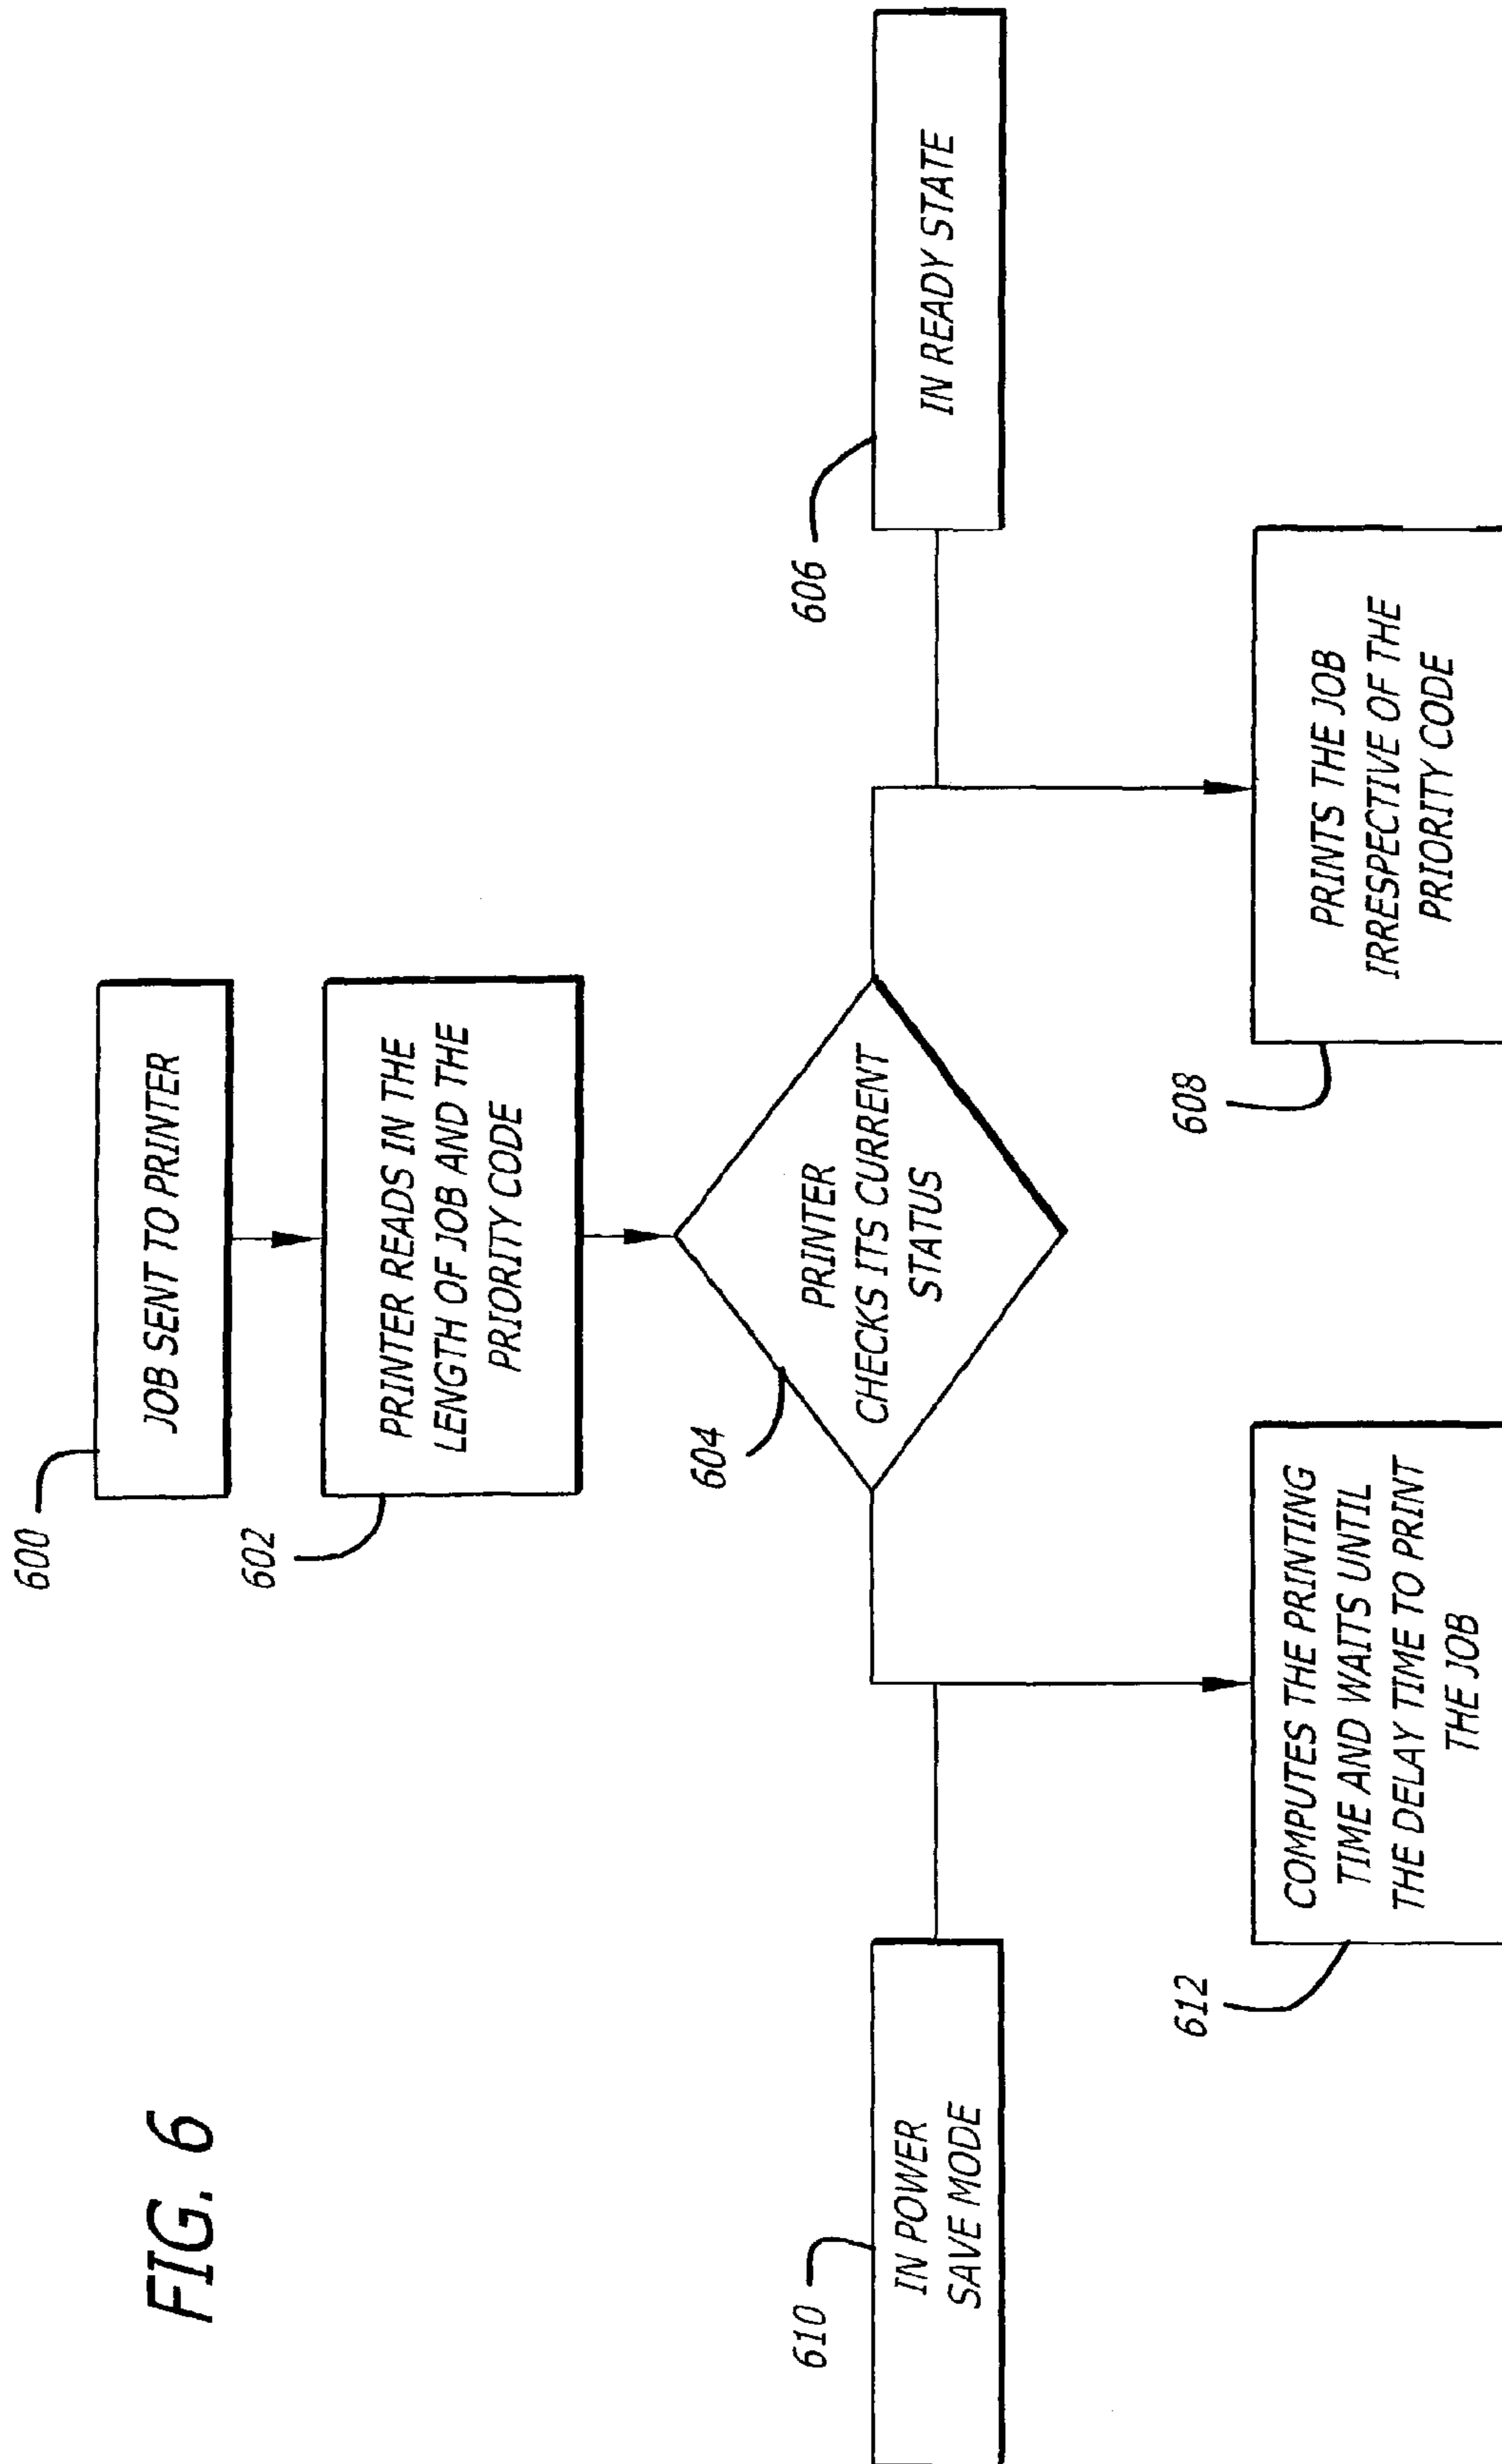 FIG. 6
600
JOB SENT TO PRINTER
602
PRINTER READS IN THE
LENGTH OF JOB AND THE
PRIORITY CODE
604
PRINTER
CHECKS ITS CURRENT
STATUS
610
IN POWER
SAVE MODE
606
IN READY STATE
612
COMPUTES THE PRINTING
TIME AND WAITS UNTIL
THE DELAY TIME TO PRINT
THE JOB
608
PRINTS THE JOB
IRRESPECTIVE OF THE
PRIORITY CODE